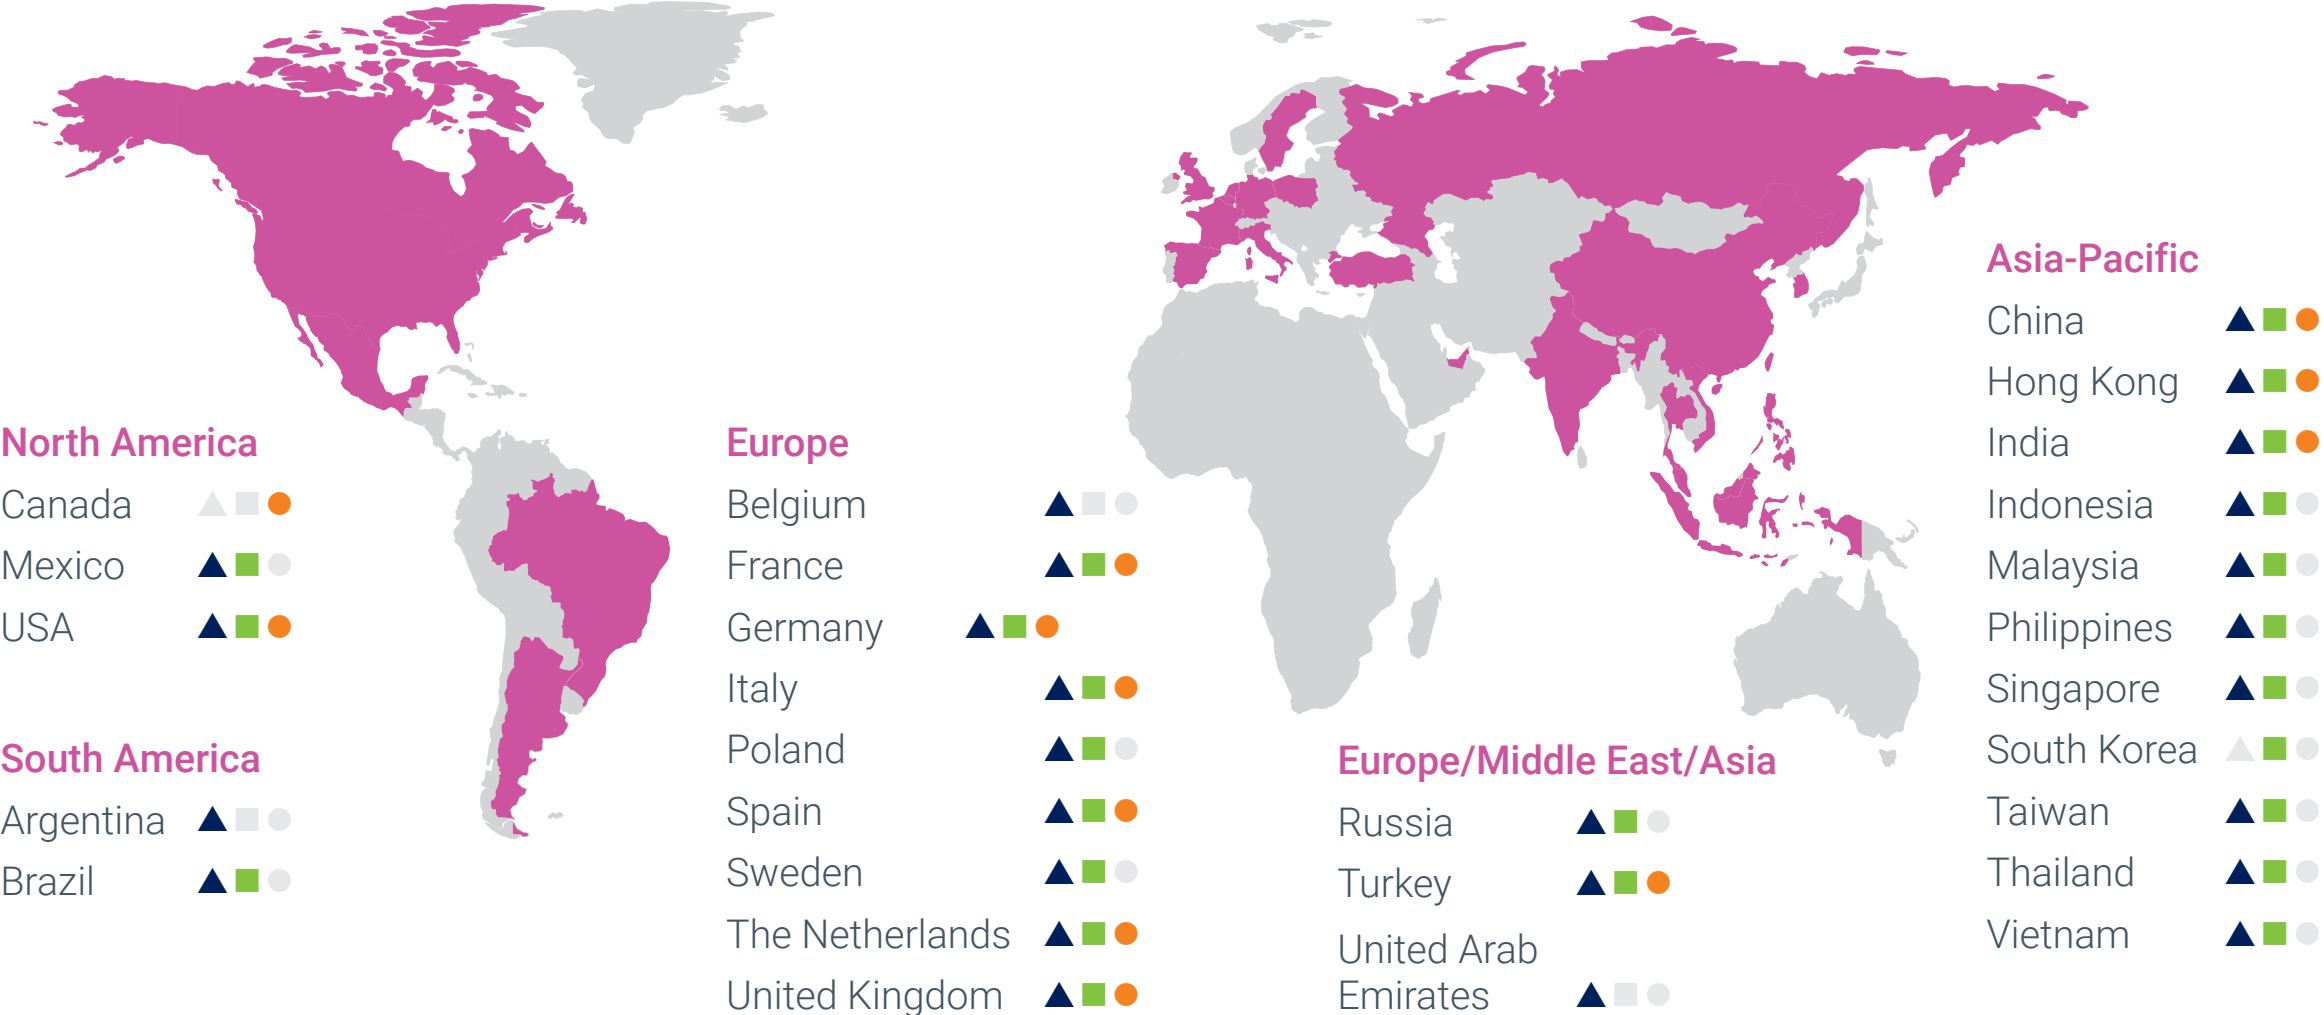 North America
Canada
Mexico
USA
South America
Argentina
Brazil
Europe
Belgium
France
Germany
Italy
Poland
Spain
Sweden
The Netherlands
United Kingdom
Europe/Middle East/Asia
Russia
Turkey
United Arab
Emirates
Asia-Pacific
China
Hong Kong
India
Indonesia
Malaysia
Philippines
Singapore
South Korea
Taiwan
Thailand
Vietnam